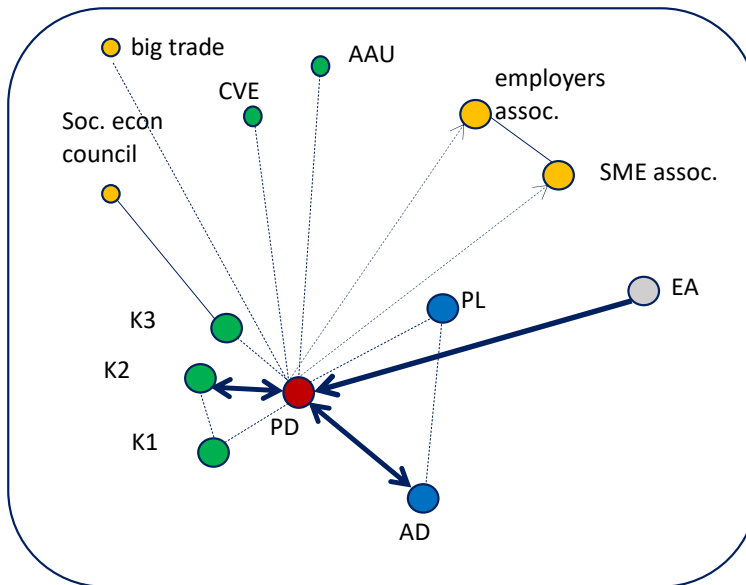 big trade
AAU
CVE
employers
assoc.
Soc. econ
council
SME assoc.
EA
PL
K3
K2
PD
K1
AD